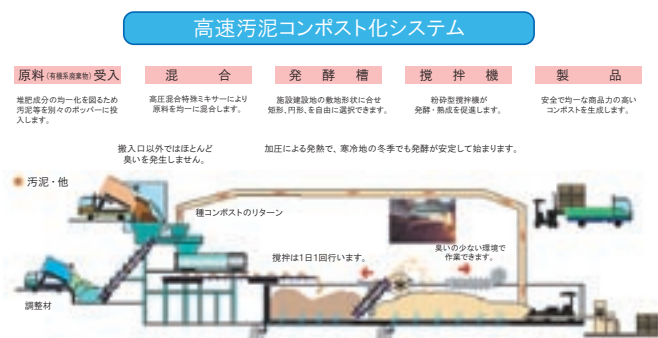 高速汚泥コンポスト化システム
原料(有機系廃棄物)受入
堆肥成分の均一化を図るため
汚泥等を別々のホッパーに投
入します。
混 合
高圧混合特殊ミキサーにより
原料を均一に混合します。
発 酵 槽
施設建設地の敷地形状に合せ
矩形、円形、を自由に選択できます。
攪 拌 機
粉砕型攪拌機が
発酵・熟成を促進します。
製 品
安全で均一な商品力の高い
コンポストを生成します。
搬入口以外ではほとんど
臭いを発生しません。
加圧による発熱で、寒冷地の冬季でも発酵が安定して始まります。
汚泥・他
種コンポストのリターン
攪拌は1日1回行います。
臭いの少ない環境で
作業できます。
調整材